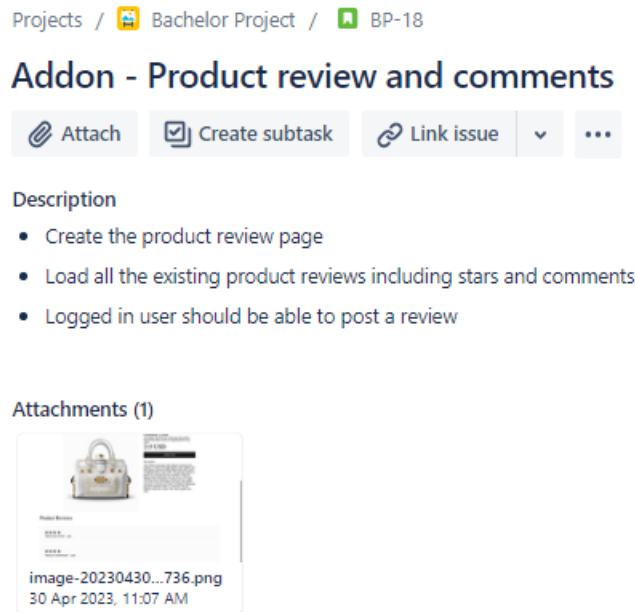 Projects / Bachelor Project / BP-18
Addon - Product review and comments
Attach Create subtask Link issue
Description
• Create the product review page
• Load all the existing product reviews including stars and comments
• Logged in user should be able to post a review
Attachments (1)
Product Reviews
image-20230430...736.png
30 Apr 2023, 11:07 AM